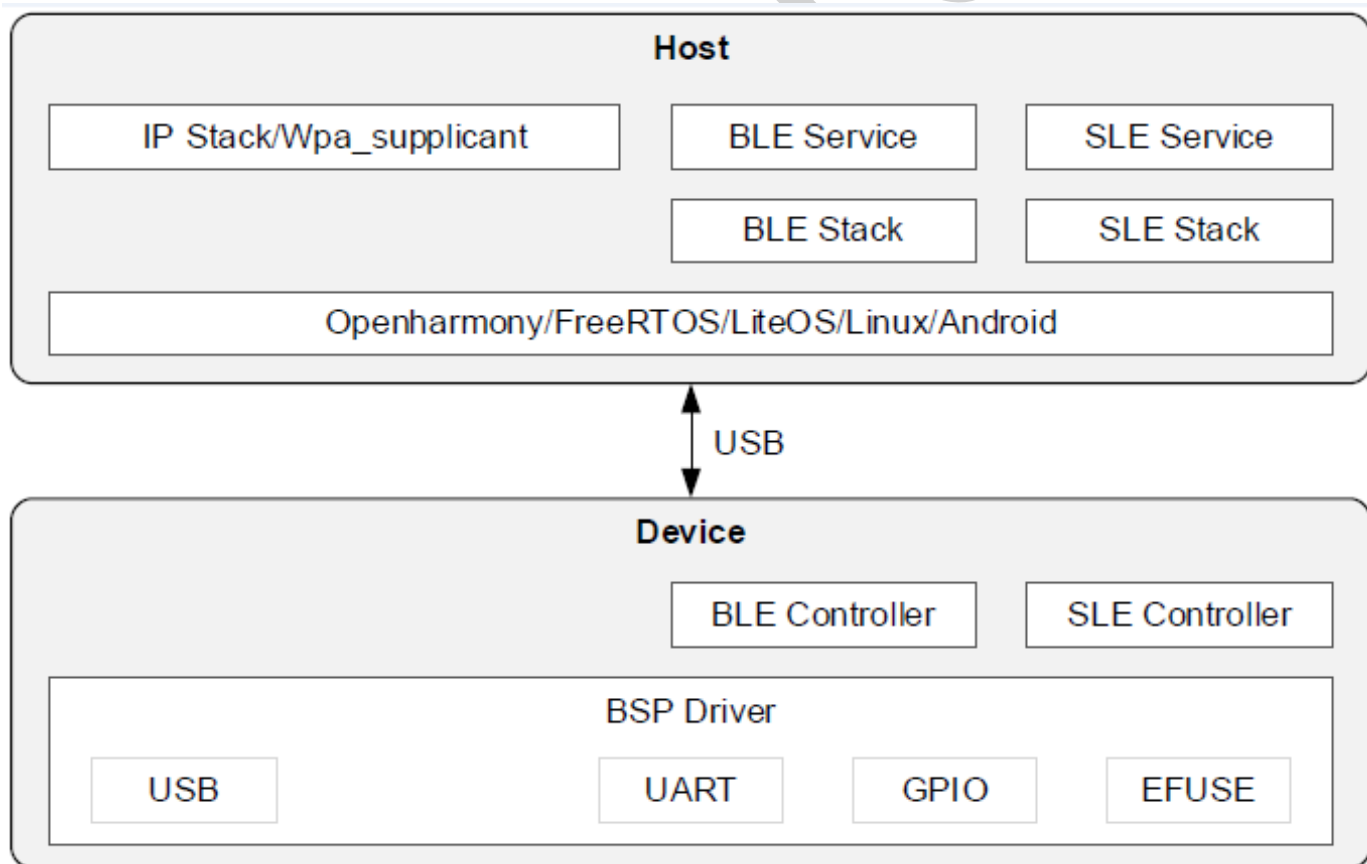 Host
IP Stack/Wpa_supplicant
BLE Service
SLE Service
BLE Stack
SLE Stack
Openharmony/FreeRTOS/LiteOS/Linux/Android
USB
Device
BLE Controller
SLE Controller
BSP Driver
USB
UART
GPIO
EFUSE